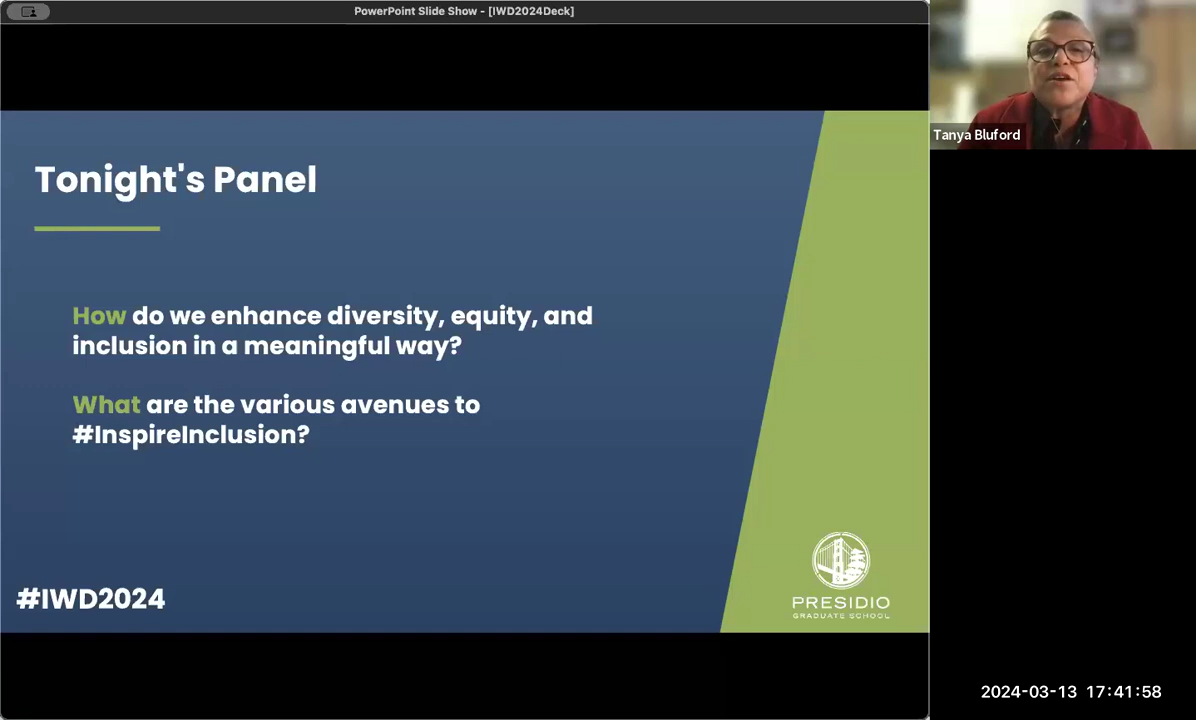 PowerPoint Slide Show - [IWD2024Deck]
Tanya Bluford
Tonight's Panel
How do we enhance diversity, equity, and
inclusion in a meaningful way?
What are the various avenues to
#InspireInclusion?
#IWD2024
PRESIDIO
GRADUATE SCHOOL
2024-03-13 17:41:58